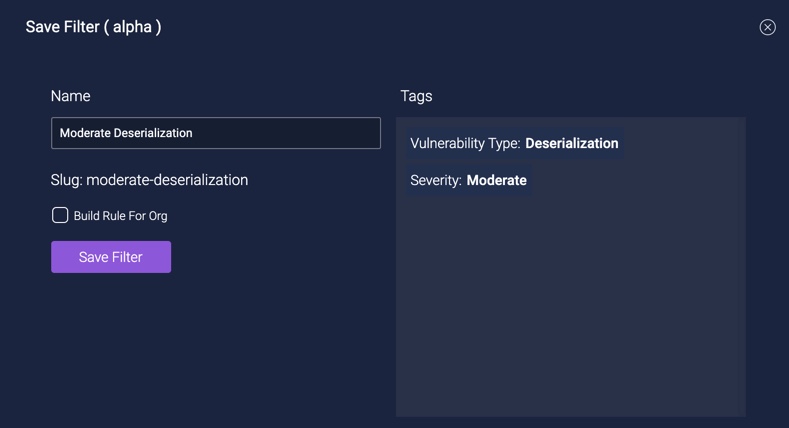 Save Filter ( alpha )
Name
Moderate Deserialization
Slug: moderate-deserialization
Build Rule For Org
Save Filter
Tags
Vulnerability Type: Deserialization
Severity: Moderate